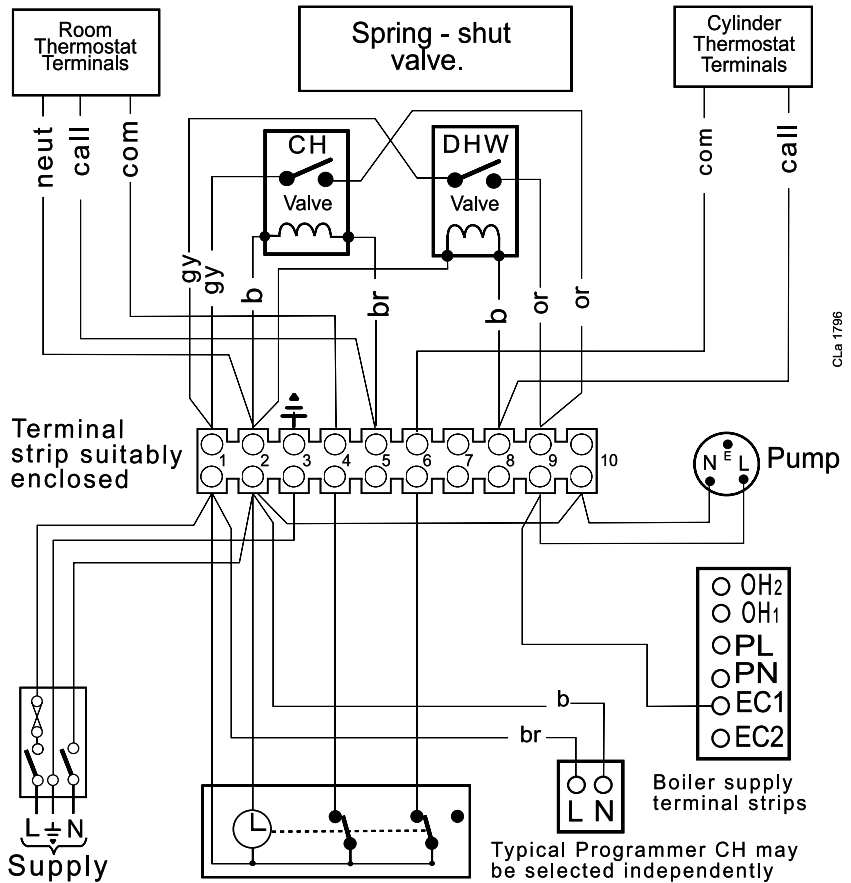 Room
Thermostat
Terminals
Spring - shut
valve.
Cylinder
Thermostat
Terminals
neut
call
com
CH
Valve
DHW
Valve
com
call
gy
gy
b
br
b
or
or
CLa 1796
Terminal
strip suitably
enclosed
1
2
3
4
5
6
7
8
9
10
N
E
L
Pump
OH2
OH1
PL
PN
EC1
EC2
Boiler supply
terminal strips
b
br
L N
L
L N
Supply
Typical Programmer CH may
be selected independently